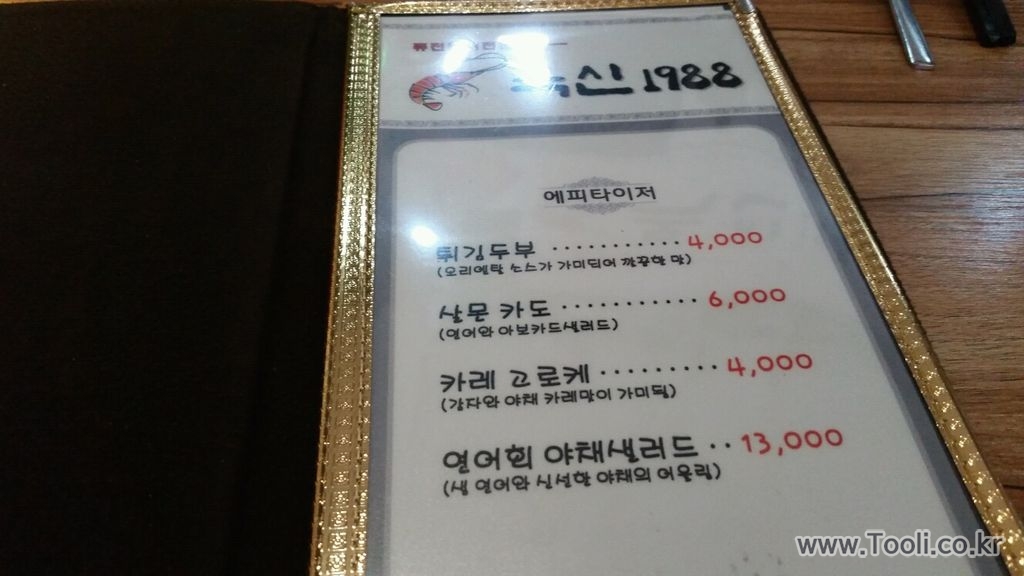 신 1988
에피타이저
튀김두부 ··········· 4,000
(오리엔탈 소스가 가미되어 깔끔한 맛)
살몬 카도 ··········· 6,000
(연어와 아보카드샐러드)
카레 고로케 ········· 4,000
(감자와 야채 카레맛이 가미됨)
연어회 야채샐러드 ·· 13,000
(생 연어와 신선한 야채의 어울림)
www.Tooli.co.kr